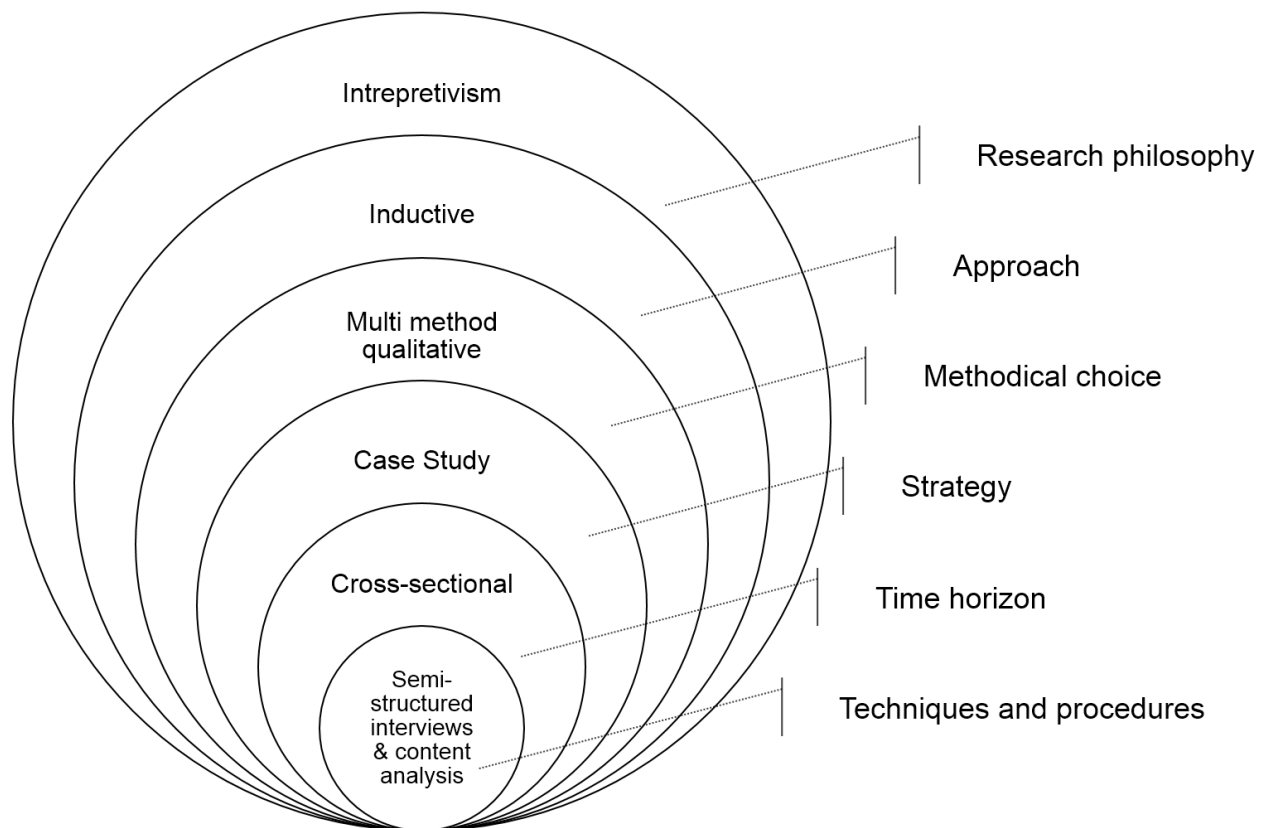 Intrepretivism
Research philosophy
Inductive
Approach
Multi method
qualitative
Methodical choice
Case Study
Strategy
Cross-sectional
Time horizon
Semi-
structured
interviews
& content
analysis
Techniques and procedures